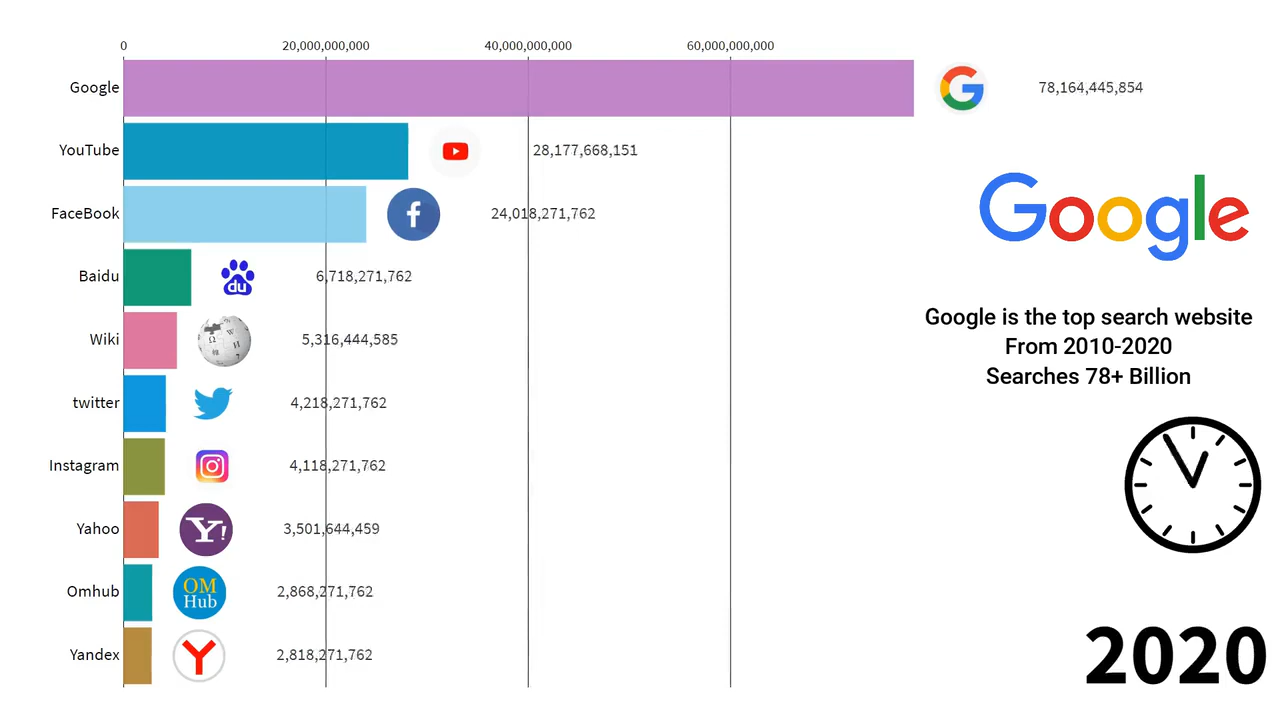 0 20,000,000,000 40,000,000,000 60,000,000,000
Google 78,164,445,854
YouTube 28,177,668,151
FaceBook 24,018,271,762
Baidu du 6,718,271,762
Wiki Ω W И 5,316,444,585
twitter 4,218,271,762
Instagram 4,118,271,762
Yahoo Y! 3,501,644,459
Omhub OM Hub 2,868,271,762
Yandex Y 2,818,271,762
Google
Google is the top search website
From 2010-2020
Searches 78+ Billion
2020